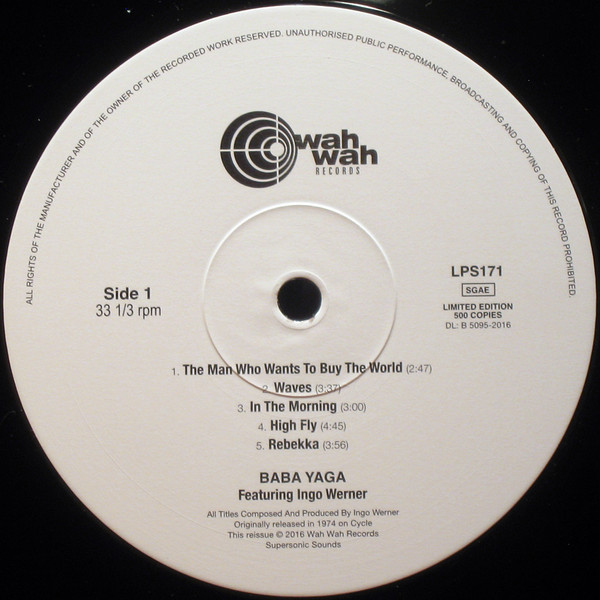 ALL RIGHTS OF THE MANUFACTURER AND OF THE OWNER OF THE RECORDED WORK RESERVED. UNAUTHORISED PUBLIC PERFORMANCE, BROADCASTING AND COPYING OF THIS RECORD PROHIBITED.
wah
wah
RECORDS
Side 1
33 1/3 rpm
LPS171
SGAE
LIMITED EDITION
500 COPIES
DL: B 5095-2016
1. The Man Who Wants To Buy The World (2:47)
2. Waves (3:37)
3. In The Morning (3:00)
4. High Fly (4:45)
5. Rebekka (3:56)
BABA YAGA
Featuring Ingo Werner
All Titles Composed And Produced By Ingo Werner
Originally released in 1974 on Cycle
This reissue © 2016 Wah Wah Records
Supersonic Sounds